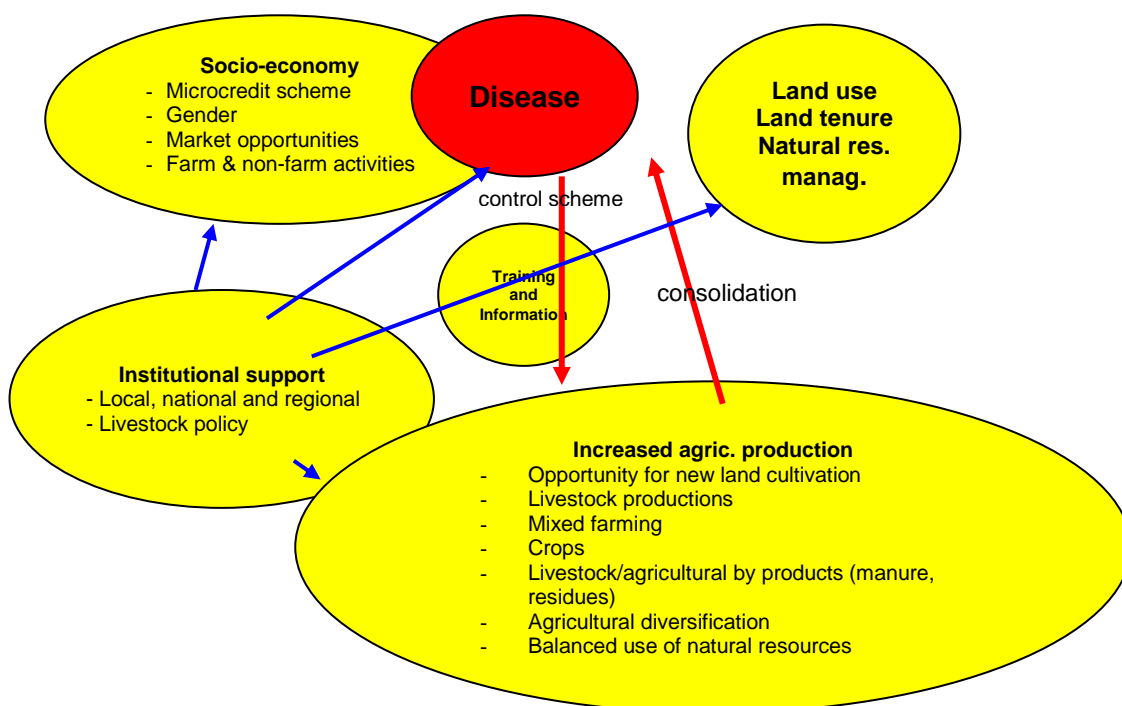 Socio-economy
- Microcredit scheme
- Gender
- Market opportunities
- Farm & non-farm activities
Disease
Land use
Land tenure
Natural res.
manag.
control scheme
Training
and
Information
consolidation
Institutional support
- Local, national and regional
- Livestock policy
Increased agric. production
- Opportunity for new land cultivation
- Livestock productions
- Mixed farming
- Crops
- Livestock/agricultural by products (manure,
residues)
- Agricultural diversification
- Balanced use of natural resources